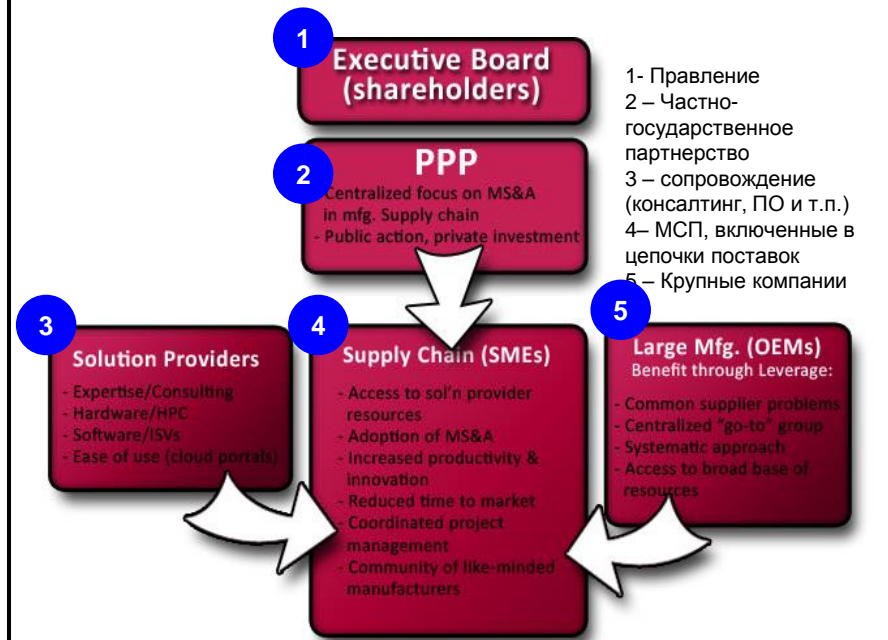 1
Executive Board
(shareholders)
2
PPP
Centralized focus on MS&A
in mfg. Supply chain
- Public action, private investment
1- Правление
2 – Частно-
государственное
партнерство
3 – сопровождение
(консалтинг, ПО и т.п.)
4– МСП, включенные в
цепочки поставок
5 – Крупные компании
3
Solution Providers
- Expertise/Consulting
- Hardware/HPC
- Software/ISVs
- Ease of use (cloud portals)
4
Supply Chain (SMEs)
- Access to sol'n provider
resources
- Adoption of MS&A
- Increased productivity &
innovation
- Reduced time to market
- Coordinated project
management
- Community of like-minded
manufacturers
5
Large Mfg. (OEMs)
Benefit through Leverage:
- Common supplier problems
- Centralized "go-to" group
- Systematic approach
- Access to broad base of
resources